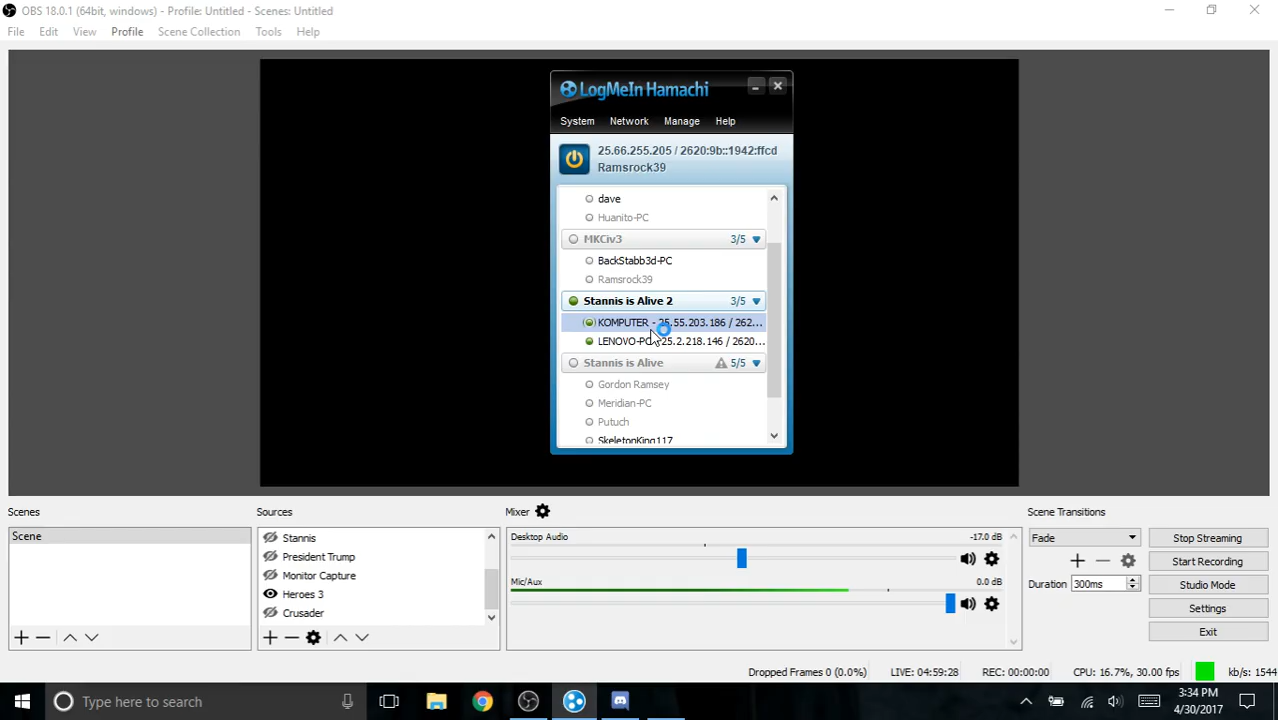 OBS 18.0.1 (64bit, windows) - Profile: Untitled - Scenes: Untitled
File Edit View Profile Scene Collection Tools Help
LogMeIn Hamachi
System Network Manage Help
25.66.255.205 / 2620:9b::1942:ffcd
Ramsrock39
dave
Huanito-PC
MKCiv3 3/5
BackStabb3d-PC
Ramsrock39
Stannis is Alive 2 3/5
KOMPUTER - 25.55.203.186 / 262...
LENOVO-PC 25.2.218.146 / 2620...
Stannis is Alive 5/5
Gordon Ramsey
Meridian-PC
Putuch
SkeletonKing117
Scenes
Scene
Sources
Stannis
President Trump
Monitor Capture
Heroes 3
Crusader
Mixer
Desktop Audio -17.0 dB
Mic/Aux 0.0 dB
Scene Transitions
Fade
Duration 300ms
Stop Streaming
Start Recording
Studio Mode
Settings
Exit
Dropped Frames 0 (0.0%) LIVE: 04:59:28 REC: 00:00:00 CPU: 16.7%, 30.00 fps kb/s: 1544
Type here to search
3:34 PM
4/30/2017